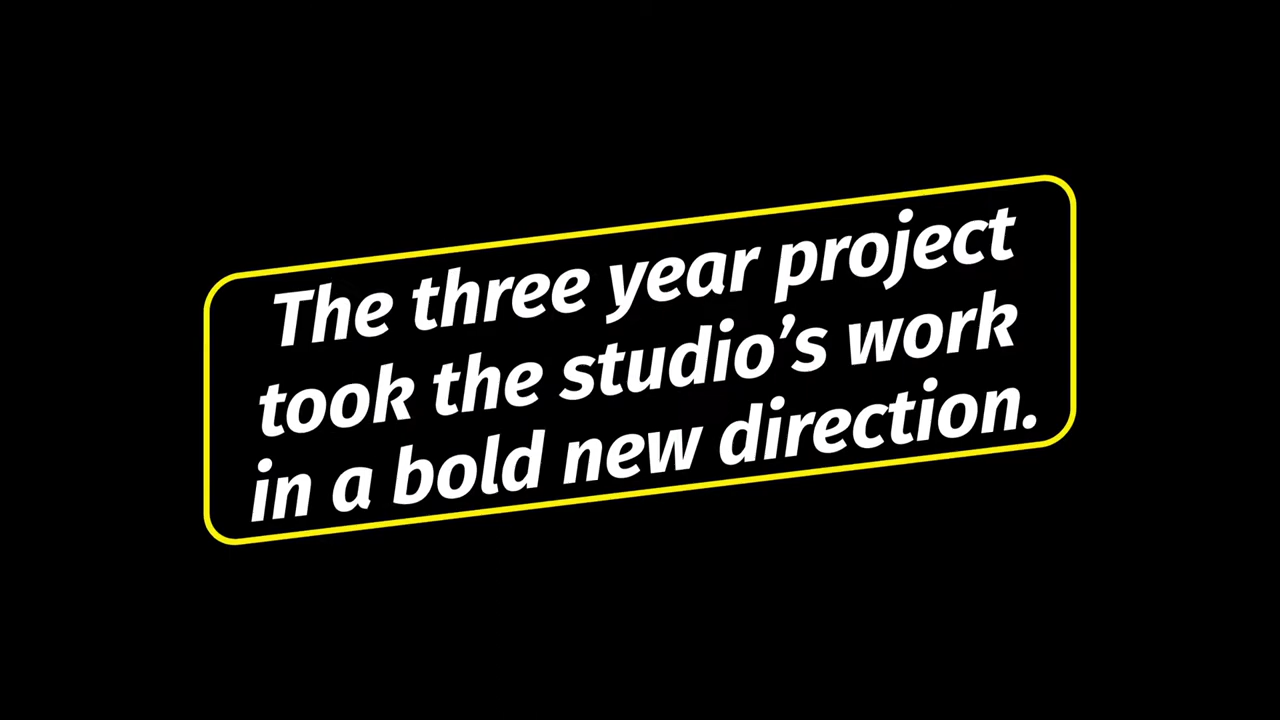 The three year project
took the studio’s work
in a bold new direction.